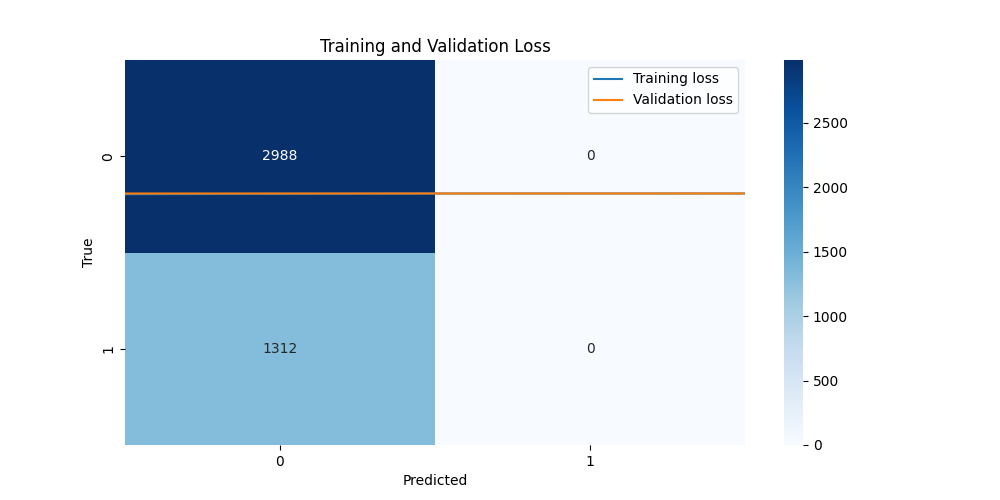 Training and Validation Loss
Training loss
Validation loss
0
2988
0
True
1
1312
0
0
1
Predicted
2500
2000
1500
1000
500
0